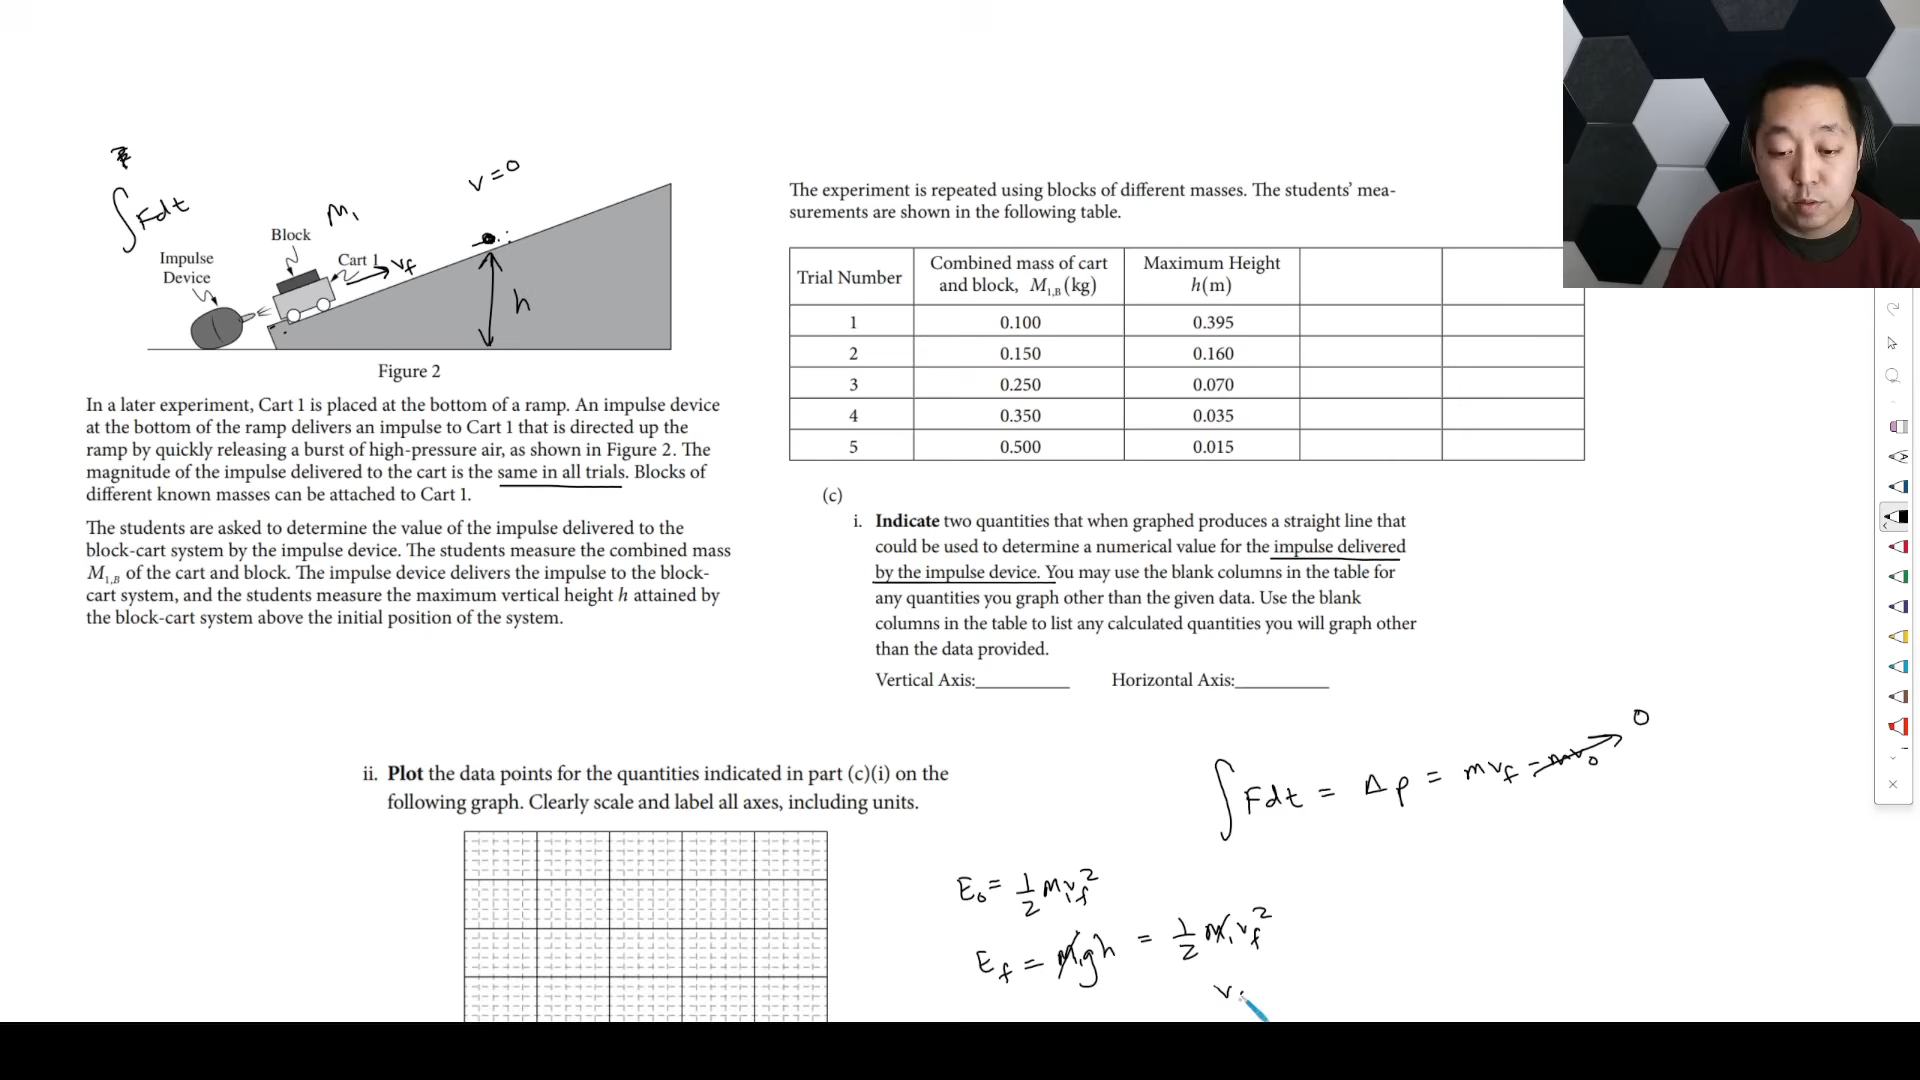 ∫Fdt
M₁
v=0
Block
Impulse
Device
Cart 1
v_f
h
Figure 2
In a later experiment, Cart 1 is placed at the bottom of a ramp. An impulse device
at the bottom of the ramp delivers an impulse to Cart 1 that is directed up the
ramp by quickly releasing a burst of high-pressure air, as shown in Figure 2. The
magnitude of the impulse delivered to the cart is the same in all trials. Blocks of
different known masses can be attached to Cart 1.
The students are asked to determine the value of the impulse delivered to the
block-cart system by the impulse device. The students measure the combined mass
M₁,B of the cart and block. The impulse device delivers the impulse to the block-
cart system, and the students measure the maximum vertical height h attained by
the block-cart system above the initial position of the system.
The experiment is repeated using blocks of different masses. The students' mea-
surements are shown in the following table.
Trial Number
Combined mass of cart
and block, M₁,B (kg)
Maximum Height
h(m)
1 0.100 0.395
2 0.150 0.160
3 0.250 0.070
4 0.350 0.035
5 0.500 0.015
(c)
i. Indicate two quantities that when graphed produces a straight line that
could be used to determine a numerical value for the impulse delivered
by the impulse device. You may use the blank columns in the table for
any quantities you graph other than the given data. Use the blank
columns in the table to list any calculated quantities you will graph other
than the data provided.
Vertical Axis:__________ Horizontal Axis:__________
ii. Plot the data points for the quantities indicated in part (c)(i) on the
following graph. Clearly scale and label all axes, including units.
∫Fdt = Δp = mv_f - mv₀ 0
E₀ = ½ m₁v_f²
E_f = m₁gh = ½ m₁v_f²
v